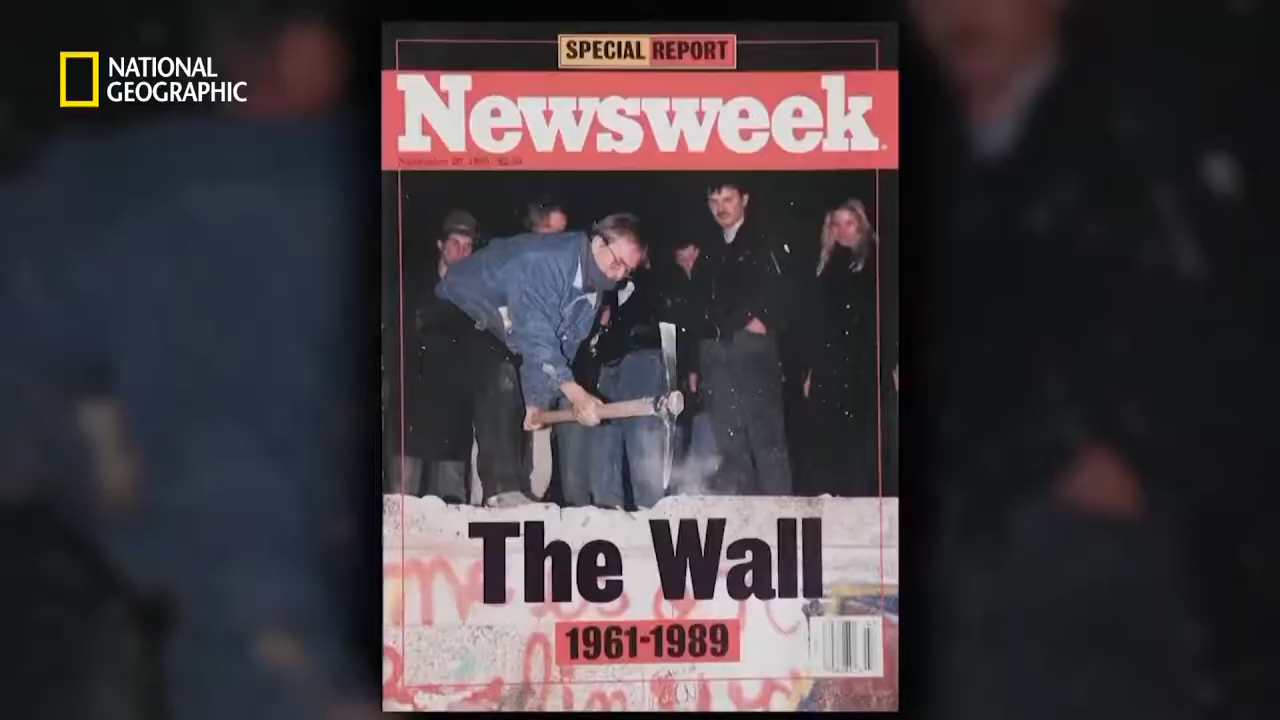 NATIONAL
GEOGRAPHIC
SPECIAL REPORT
Newsweek
The Wall
1961-1989